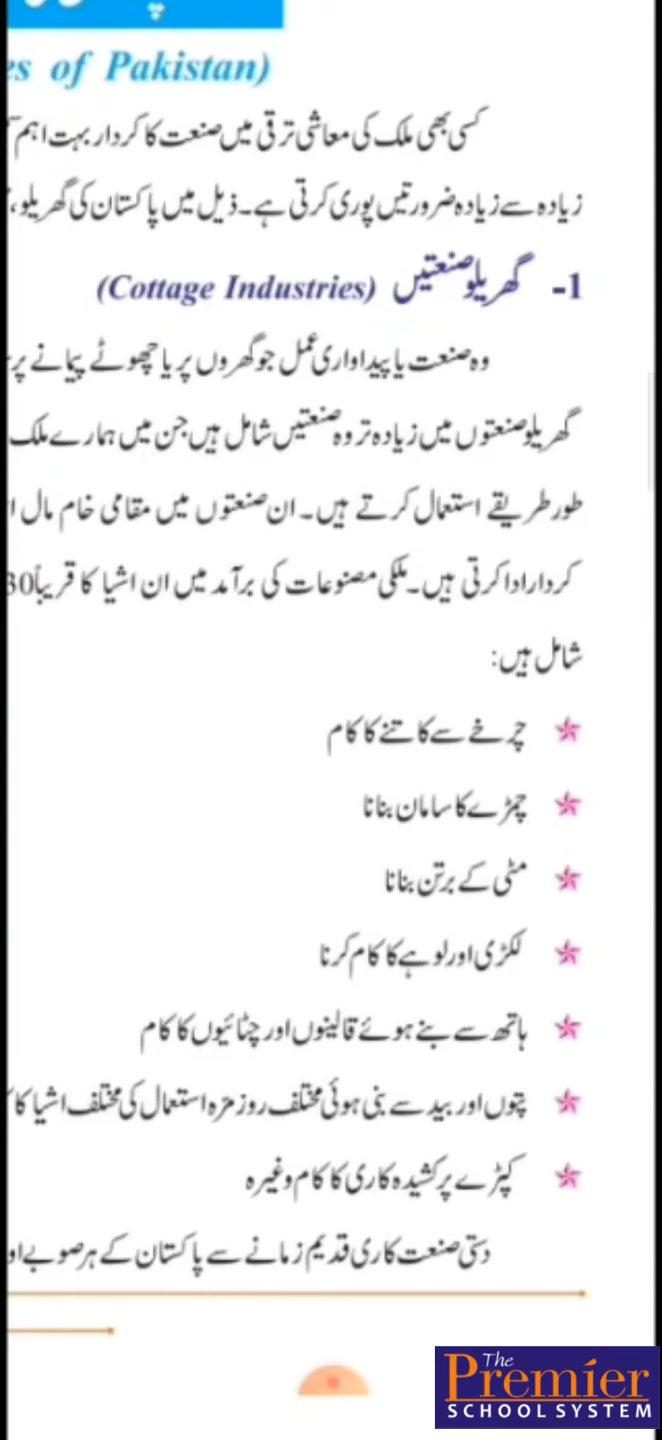 es of Pakistan)
کسی بھی ملک کی معاشی ترقی میں صنعت کا کردار بہت اہم
زیادہ سے زیادہ ضرورتیں پوری کرتی ہے۔ ذیل میں پاکستان کی گھریلو،
1- گھریلو صنعتیں (Cottage Industries)
وہ صنعت یا پیداواری عمل جو گھروں پر یا چھوٹے پیمانے پر
گھریلو صنعتوں میں زیادہ تر وہ صنعتیں شامل ہیں جن میں ہمارے ملک
طور طریقے استعمال کرتے ہیں۔ ان صنعتوں میں مقامی خام مال ا
کردار ادا کرتی ہیں۔ ملکی مصنوعات کی برآمد میں ان اشیا کا قریباً 30
شامل ہیں:
چرخے سے کاتنے کا کام
چمڑے کا سامان بنانا
مٹی کے برتن بنانا
لکڑی اور لوہے کا کام کرنا
ہاتھ سے بنے ہوئے قالینوں اور چٹائیوں کا کام
پتوں اور بید سے بنی ہوئی مختلف روزمرہ استعمال کی مختلف اشیا کا
کپڑے پر کشیدہ کاری کا کام وغیرہ
دستی صنعت کاری قدیم زمانے سے پاکستان کے ہر صوبے او
The Premier
SCHOOL SYSTEM